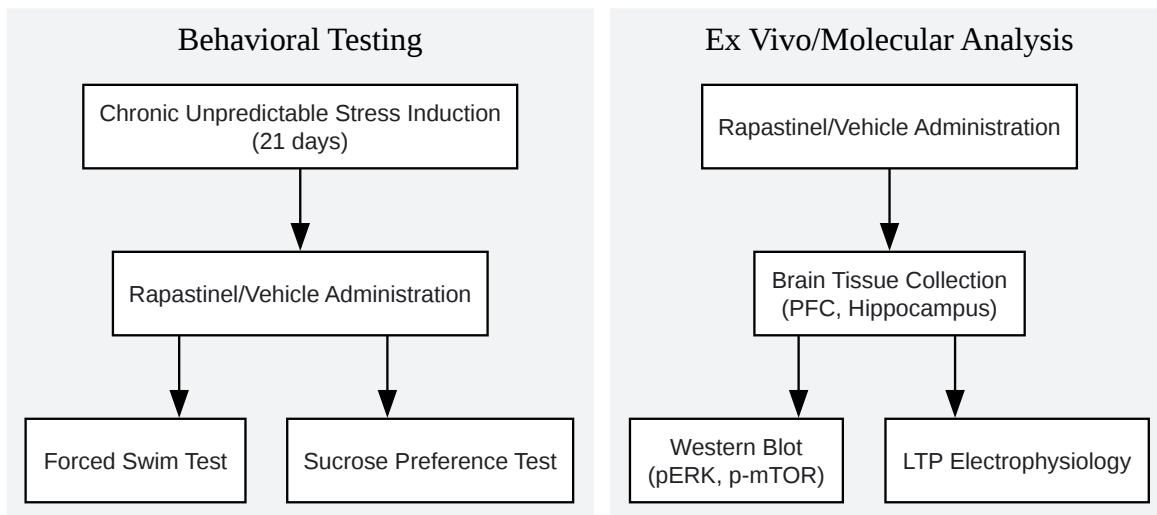 Behavioral Testing
Chronic Unpredictable Stress Induction
(21 days)
Rapastinel/Vehicle Administration
Forced Swim Test
Sucrose Preference Test
Ex Vivo/Molecular Analysis
Rapastinel/Vehicle Administration
Brain Tissue Collection
(PFC, Hippocampus)
Western Blot
(pERK, p-mTOR)
LTP Electrophysiology